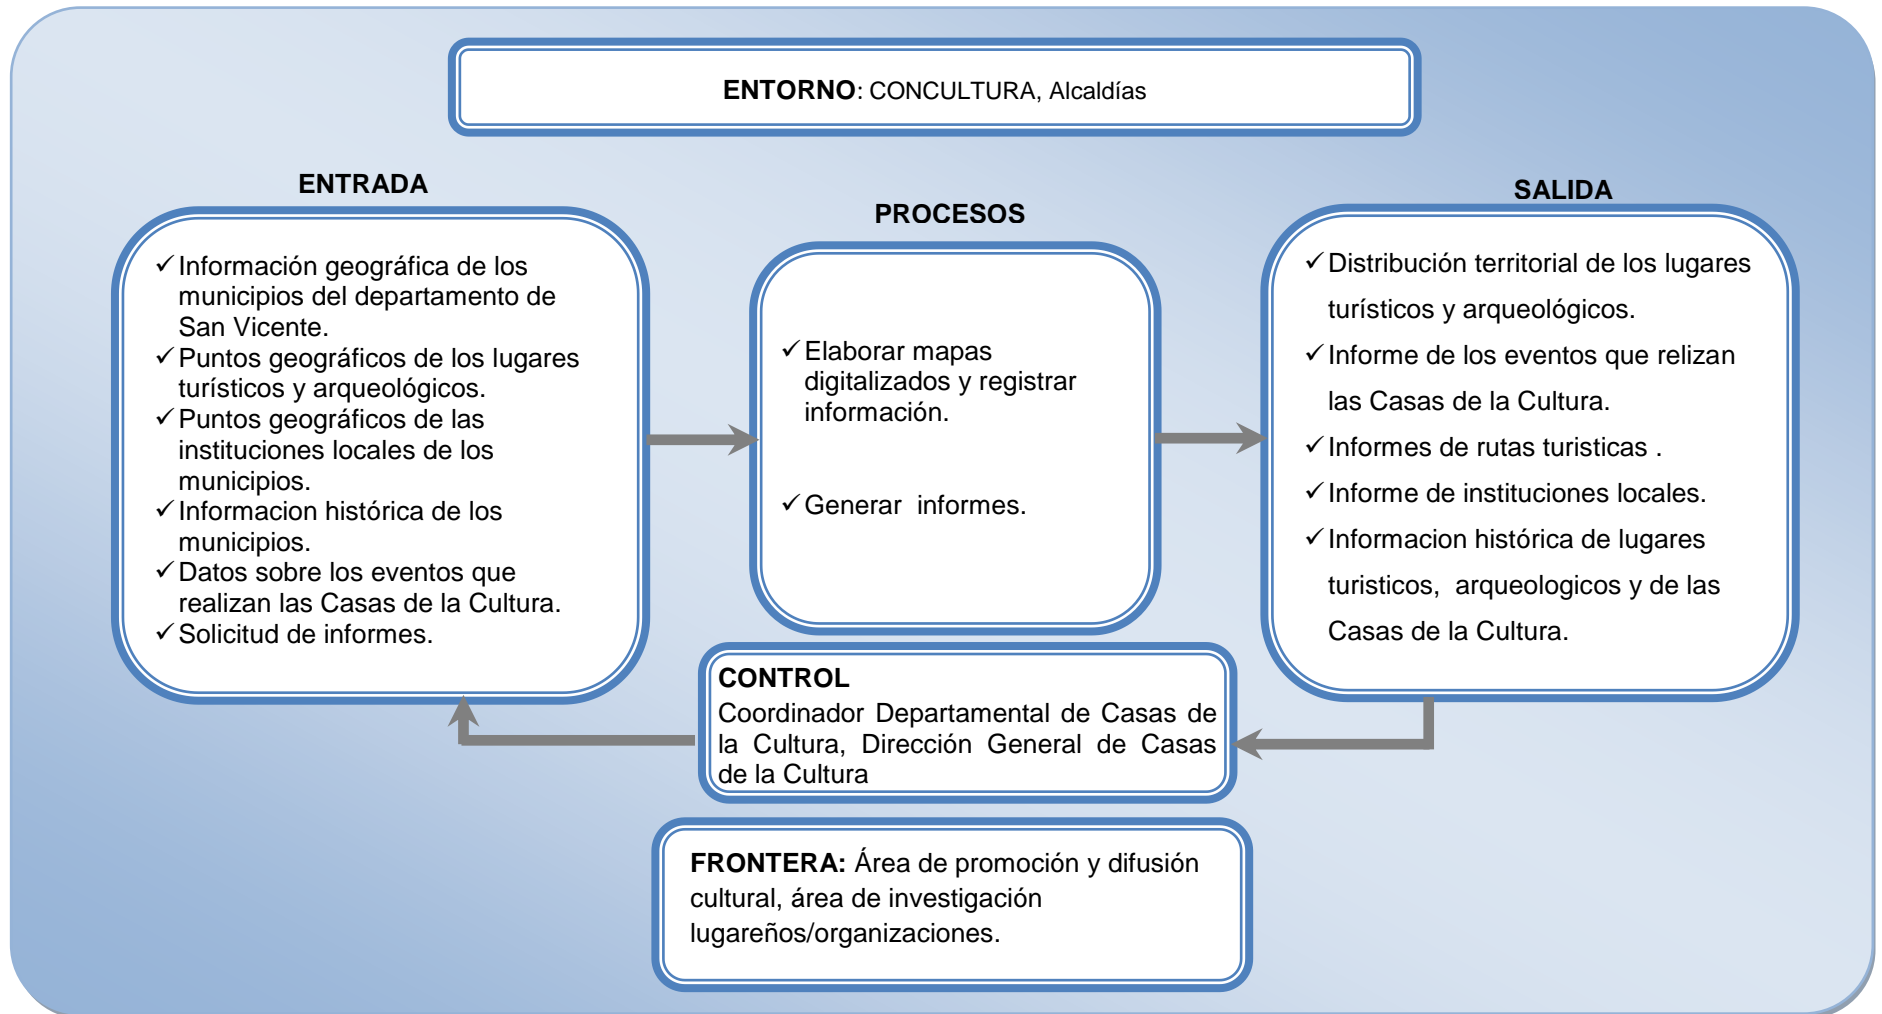 ENTORNO: CONCULTURA, Alcaldías
ENTRADA
✓Información geográfica de los
municipios del departamento de
San Vicente.
✓Puntos geográficos de los lugares
turísticos y arqueológicos.
✓Puntos geográficos de las
instituciones locales de los
municipios.
✓Informacion histórica de los
municipios.
✓Datos sobre los eventos que
realizan las Casas de la Cultura.
✓Solicitud de informes.
PROCESOS
✓Elaborar mapas
digitalizados y registrar
información.
✓Generar informes.
SALIDA
✓Distribución territorial de los lugares
turísticos y arqueológicos.
✓Informe de los eventos que relizan
las Casas de la Cultura.
✓Informes de rutas turisticas .
✓Informe de instituciones locales.
✓Informacion histórica de lugares
turisticos, arqueologicos y de las
Casas de la Cultura.
CONTROL
Coordinador Departamental de Casas de
la Cultura, Dirección General de Casas
de la Cultura
FRONTERA: Área de promoción y difusión
cultural, área de investigación
lugareños/organizaciones.